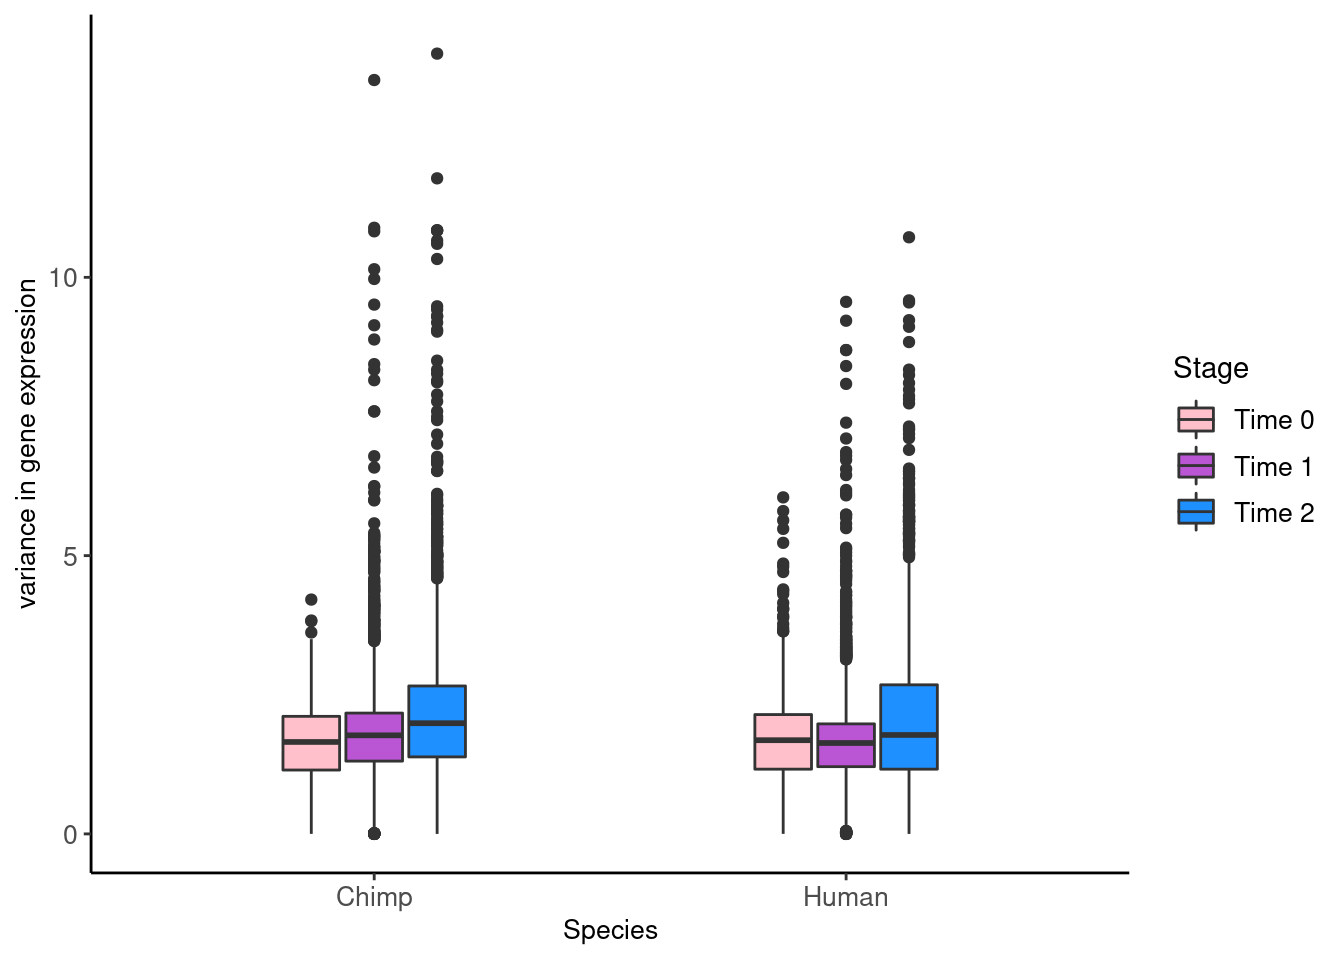 variance in gene expression
10
5
0
Chimp
Human
Species
Stage
Time 0
Time 1
Time 2